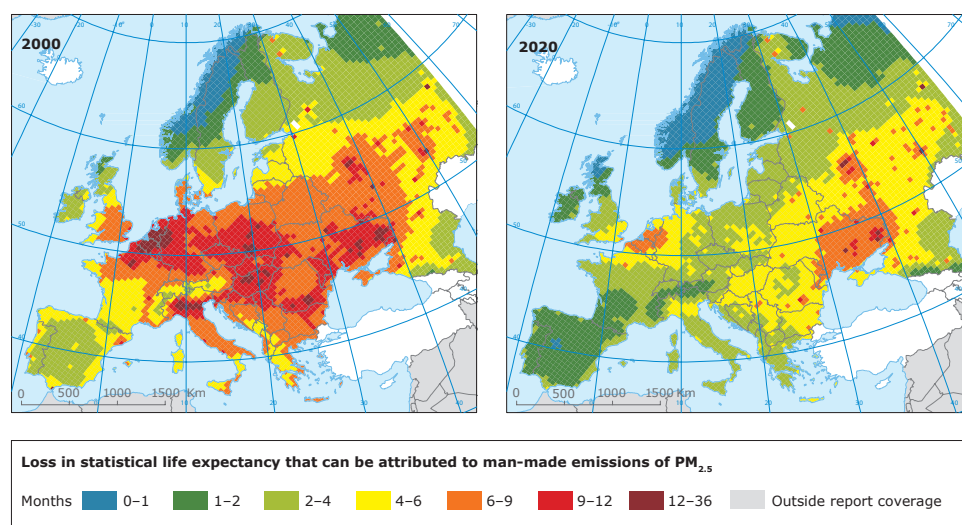 2000
2020
0 500 1000 1500 Km
0 500 1000 1500 Km
Loss in statistical life expectancy that can be attributed to man-made emissions of PM2.5
Months 0–1 1–2 2–4 4–6 6–9 9–12 12–36 Outside report coverage